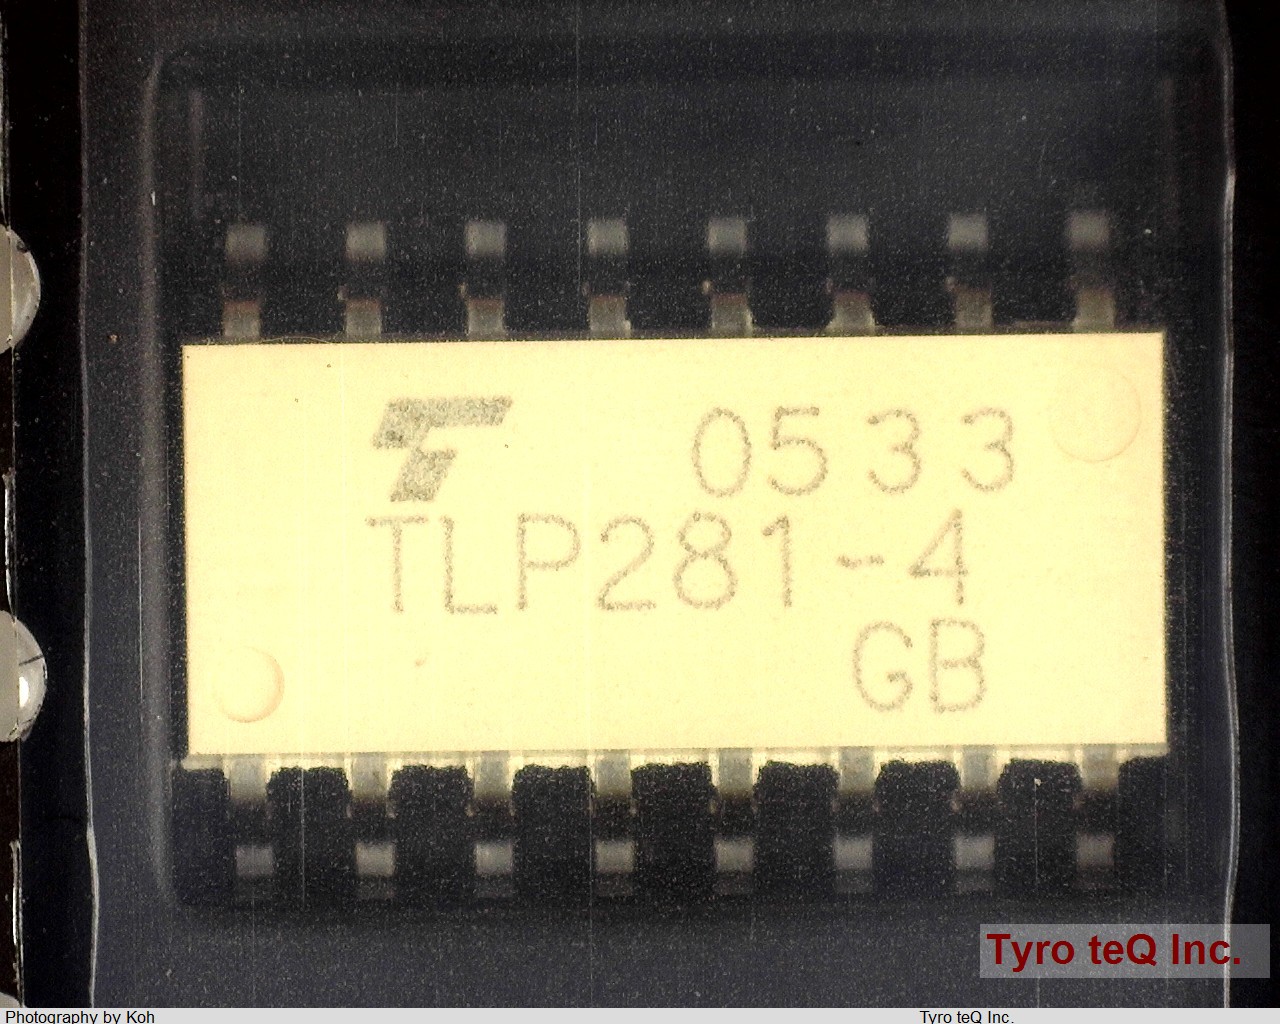 0533
TLP281-4
GB
Tyro teQ Inc.
Photography by Koh
Tyro teQ Inc.